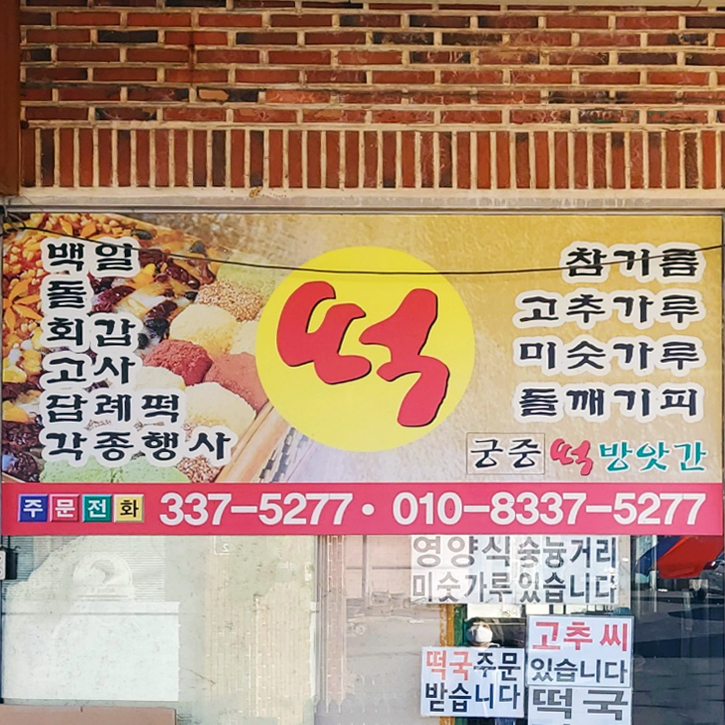 백일
돌
회갑
고사
답례떡
각종행사
떡
참기름
고추가루
미숫가루
들깨기피
궁중떡방앗간
주문전화 337-5277 • 010-8337-5277
영양식숭늉거리
미숫가루있습니다
떡국주문
받습니다
고추씨
있습니다
떡국